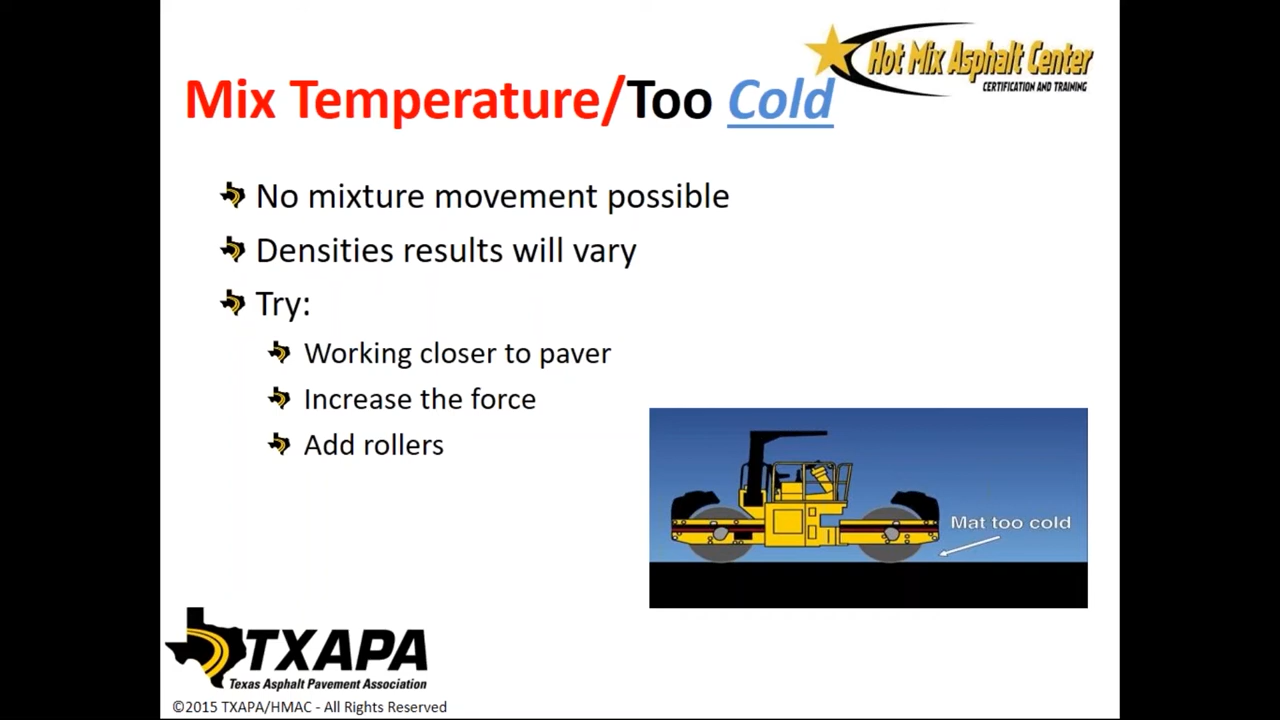 Hot Mix Asphalt Center
CERTIFICATION AND TRAINING
Mix Temperature/Too Cold
No mixture movement possible
Densities results will vary
Try:
Working closer to paver
Increase the force
Add rollers
Mat too cold
TXAPA
Texas Asphalt Pavement Association
©2015 TXAPA/HMAC - All Rights Reserved